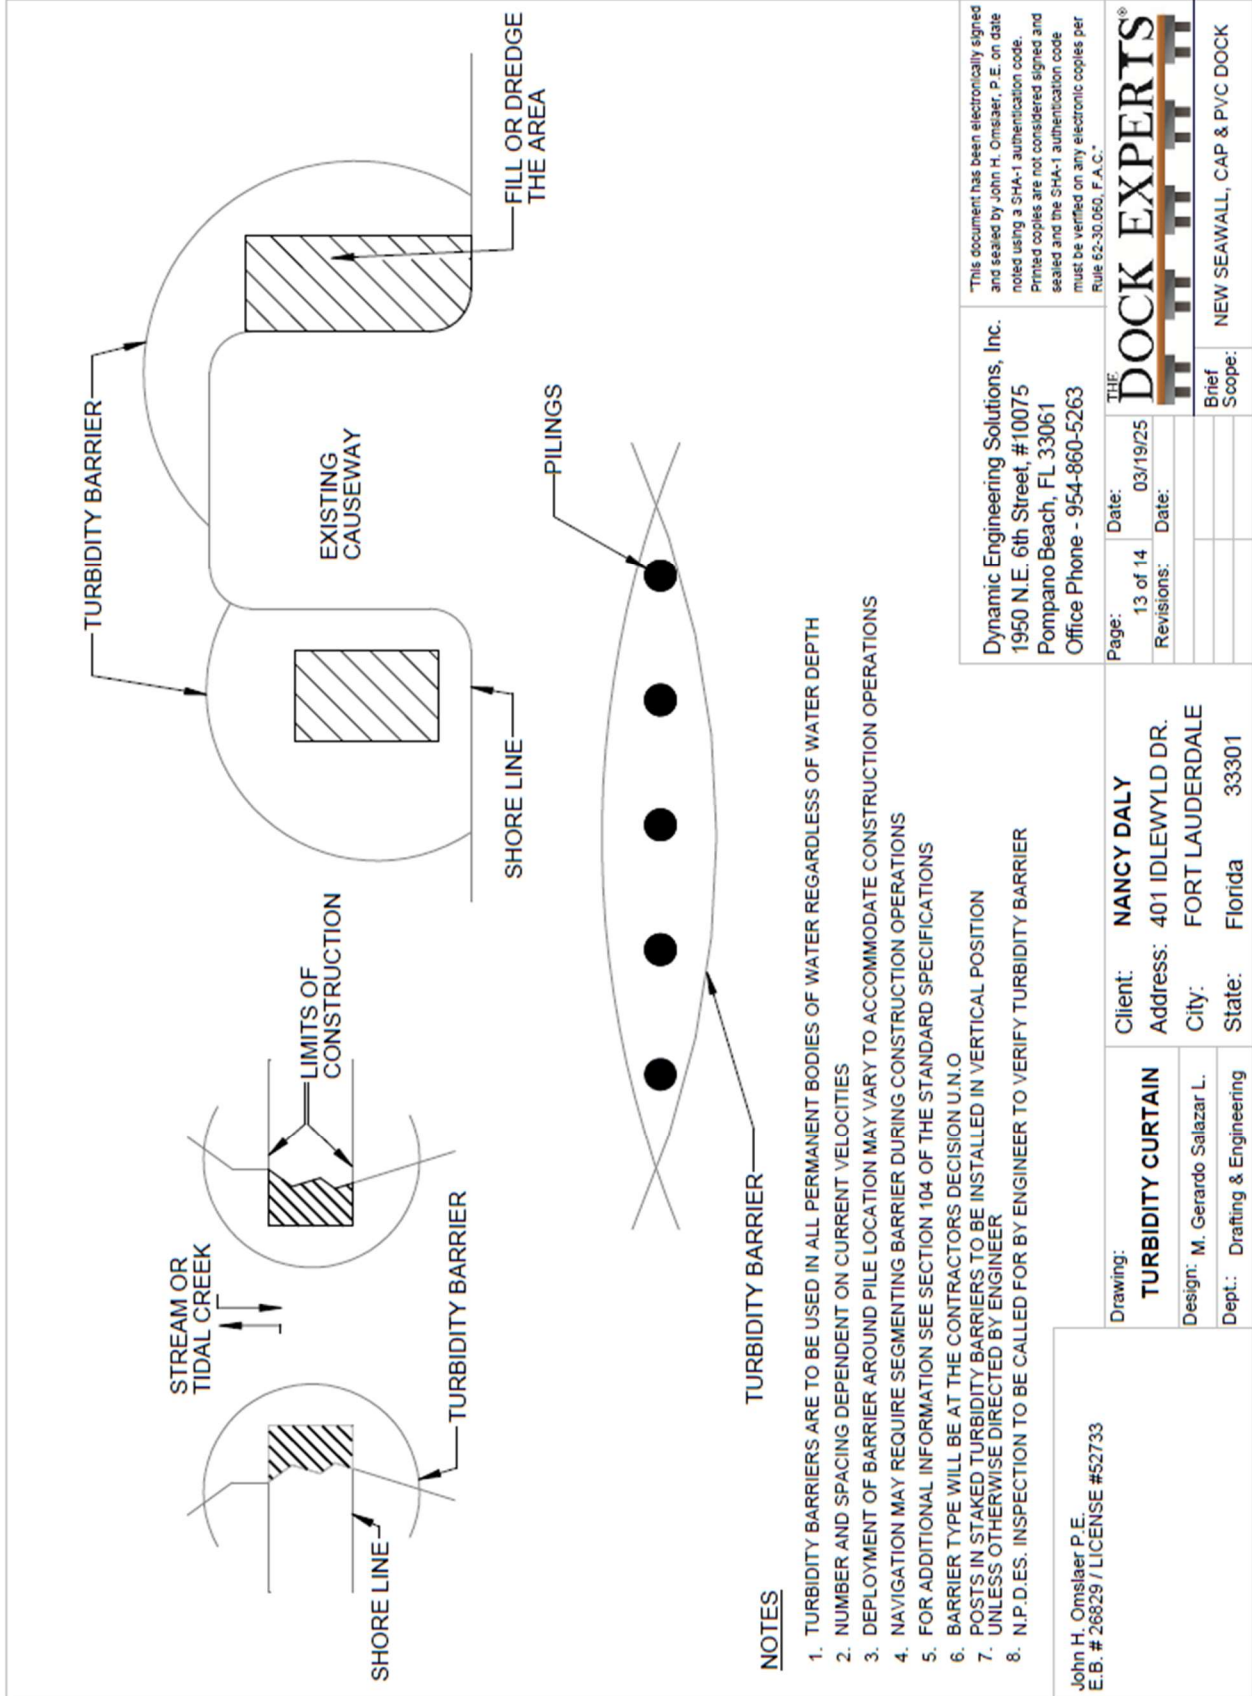 STREAM OR
TIDAL CREEK
LIMITS OF
CONSTRUCTION
SHORE LINE
TURBIDITY BARRIER
TURBIDITY BARRIER
EXISTING
CAUSEWAY
SHORE LINE
FILL OR DREDGE
THE AREA
PILINGS
TURBIDITY BARRIER
NOTES
1. TURBIDITY BARRIERS ARE TO BE USED IN ALL PERMANENT BODIES OF WATER REGARDLESS OF WATER DEPTH
2. NUMBER AND SPACING DEPENDENT ON CURRENT VELOCITIES
3. DEPLOYMENT OF BARRIER AROUND PILE LOCATION MAY VARY TO ACCOMMODATE CONSTRUCTION OPERATIONS
4. NAVIGATION MAY REQUIRE SEGMENTING BARRIER DURING CONSTRUCTION OPERATIONS
5. FOR ADDITIONAL INFORMATION SEE SECTION 104 OF THE STANDARD SPECIFICATIONS
6. BARRIER TYPE WILL BE AT THE CONTRACTORS DECISION U.N.O
7. POSTS IN STAKED TURBIDITY BARRIERS TO BE INSTALLED IN VERTICAL POSITION
UNLESS OTHERWISE DIRECTED BY ENGINEER
8. N.P.D.ES. INSPECTION TO BE CALLED FOR BY ENGINEER TO VERIFY TURBIDITY BARRIER
John H. Omslaer P.E.
E.B. # 26829 / LICENSE #52733
Drawing:
TURBIDITY CURTAIN
Design: M. Gerardo Salazar L.
Dept.: Drafting & Engineering
Client: NANCY DALY
Address: 401 IDLEWYLD DR.
City: FORT LAUDERDALE
State: Florida 33301
Dynamic Engineering Solutions, Inc.
1950 N.E. 6th Street, #10075
Pompano Beach, FL 33061
Office Phone - 954-860-5263
Page: 13 of 14
Date: 03/19/25
Revisions:
Date:
"This document has been electronically signed
and sealed by John H. Omslaer, P.E. on date
noted using a SHA-1 authentication code.
Printed copies are not considered signed and
sealed and the SHA-1 authentication code
must be verified on any electronic copies per
Rule 62-30.060, F.A.C."
THE
DOCK EXPERTS®
Brief
Scope:
NEW SEAWALL, CAP & PVC DOCK